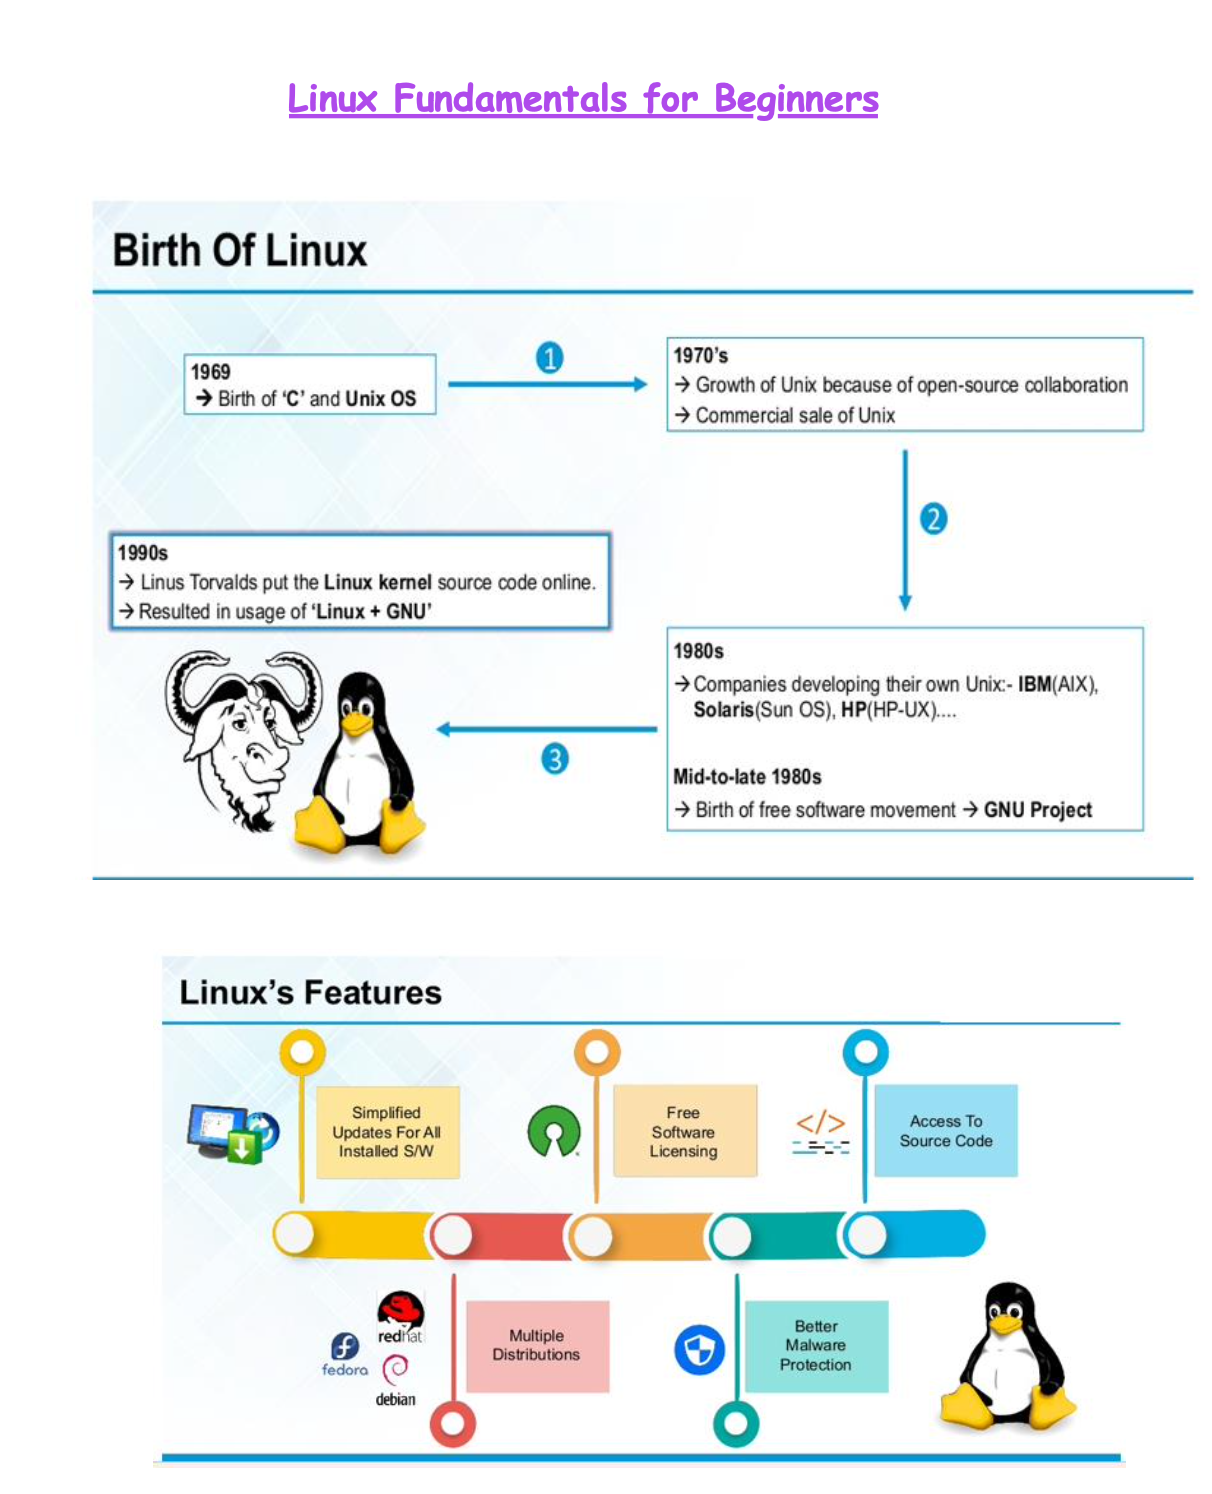 Linux Fundamentals for Beginners
Birth Of Linux
1969
→ Birth of ‘C’ and Unix OS
1
1970’s
→ Growth of Unix because of open-source collaboration
→ Commercial sale of Unix
2
1980s
→ Companies developing their own Unix:- IBM(AIX),
Solaris(Sun OS), HP(HP-UX)....
Mid-to-late 1980s
→ Birth of free software movement → GNU Project
3
1990s
→ Linus Torvalds put the Linux kernel source code online.
→ Resulted in usage of ‘Linux + GNU’
Linux’s Features
Simplified
Updates For All
Installed S/W
Free
Software
Licensing
</>
Access To
Source Code
redhat
fedora
debian
Multiple
Distributions
Better
Malware
Protection